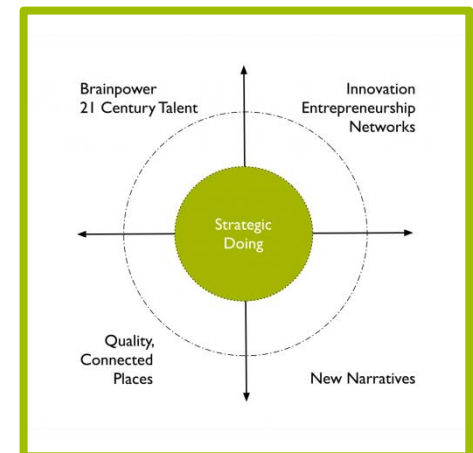 Brainpower
21 Century Talent
Innovation
Entrepreneurship
Networks
Strategic
Doing
Quality,
Connected
Places
New Narratives